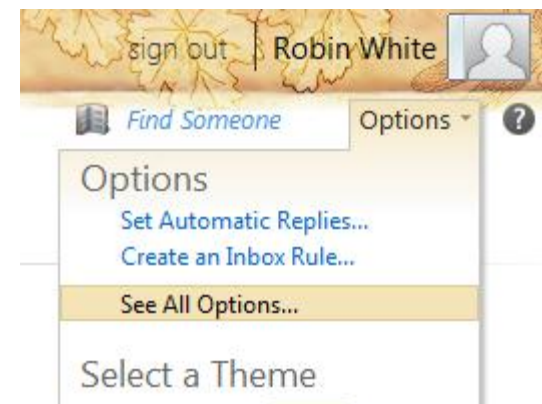 sign out | Robin White
Find Someone Options ?
Options
Set Automatic Replies...
Create an Inbox Rule...
See All Options...
Select a Theme